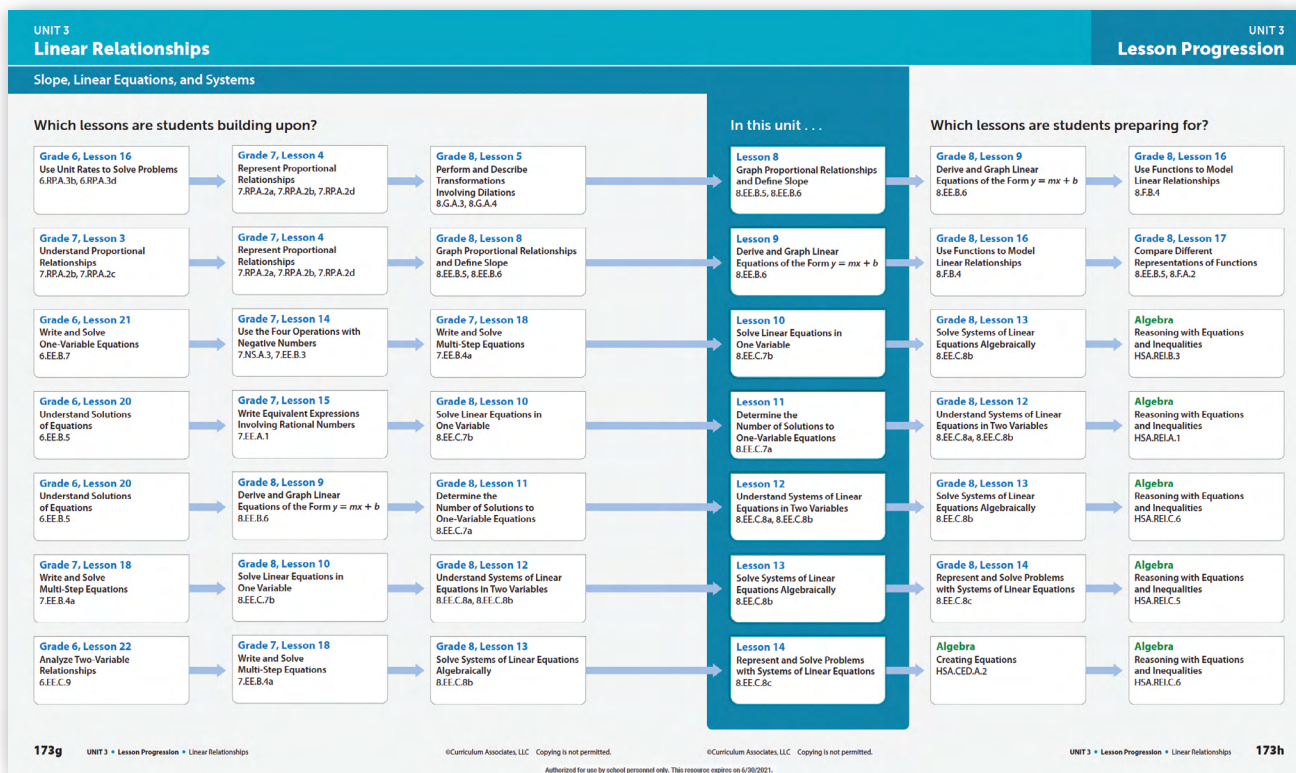 UNIT 3
Linear Relationships
UNIT 3
Lesson Progression
Slope, Linear Equations, and Systems
Which lessons are students building upon?
In this unit . . .
Which lessons are students preparing for?
Grade 6, Lesson 16
Use Unit Rates to Solve Problems
6.RP.A.3b, 6.RP.A.3d
Grade 7, Lesson 4
Represent Proportional
Relationships
7.RP.A.2a, 7.RP.A.2b, 7.RP.A.2d
Grade 8, Lesson 5
Perform and Describe
Transformations
Involving Dilations
8.G.A.3, 8.G.A.4
Lesson 8
Graph Proportional Relationships
and Define Slope
8.EE.B.5, 8.EE.B.6
Grade 8, Lesson 9
Derive and Graph Linear
Equations of the Form y = mx + b
8.EE.B.6
Grade 8, Lesson 16
Use Functions to Model
Linear Relationships
8.F.B.4
Grade 7, Lesson 3
Understand Proportional
Relationships
7.RP.A.2b, 7.RP.A.2c
Grade 7, Lesson 4
Represent Proportional
Relationships
7.RP.A.2a, 7.RP.A.2b, 7.RP.A.2d
Grade 8, Lesson 8
Graph Proportional Relationships
and Define Slope
8.EE.B.5, 8.EE.B.6
Lesson 9
Derive and Graph Linear
Equations of the Form y = mx + b
8.EE.B.6
Grade 8, Lesson 16
Use Functions to Model
Linear Relationships
8.F.B.4
Grade 8, Lesson 17
Compare Different
Representations of Functions
8.EE.B.5, 8.F.A.2
Grade 6, Lesson 21
Write and Solve
One-Variable Equations
6.EE.B.7
Grade 7, Lesson 14
Use the Four Operations with
Negative Numbers
7.NS.A.3, 7.EE.B.3
Grade 7, Lesson 18
Write and Solve
Multi-Step Equations
7.EE.B.4a
Lesson 10
Solve Linear Equations in
One Variable
8.EE.C.7b
Grade 8, Lesson 13
Solve Systems of Linear
Equations Algebraically
8.EE.C.8b
Algebra
Reasoning with Equations
and Inequalities
HSA.REI.B.3
Grade 6, Lesson 20
Understand Solutions
of Equations
6.EE.B.5
Grade 7, Lesson 15
Write Equivalent Expressions
Involving Rational Numbers
7.EE.A.1
Grade 8, Lesson 10
Solve Linear Equations in
One Variable
8.EE.C.7b
Lesson 11
Determine the
Number of Solutions to
One-Variable Equations
8.EE.C.7a
Grade 8, Lesson 12
Understand Systems of Linear
Equations in Two Variables
8.EE.C.8a, 8.EE.C.8b
Algebra
Reasoning with Equations
and Inequalities
HSA.REI.A.1
Grade 6, Lesson 20
Understand Solutions
of Equations
6.EE.B.5
Grade 8, Lesson 9
Derive and Graph Linear
Equations of the Form y = mx + b
8.EE.B.6
Grade 8, Lesson 11
Determine the
Number of Solutions to
One-Variable Equations
8.EE.C.7a
Lesson 12
Understand Systems of Linear
Equations in Two Variables
8.EE.C.8a, 8.EE.C.8b
Grade 8, Lesson 13
Solve Systems of Linear
Equations Algebraically
8.EE.C.8b
Algebra
Reasoning with Equations
and Inequalities
HSA.REI.C.6
Grade 7, Lesson 18
Write and Solve
Multi-Step Equations
7.EE.B.4a
Grade 8, Lesson 10
Solve Linear Equations in
One Variable
8.EE.C.7b
Grade 8, Lesson 12
Understand Systems of Linear
Equations in Two Variables
8.EE.C.8a, 8.EE.C.8b
Lesson 13
Solve Systems of Linear
Equations Algebraically
8.EE.C.8b
Grade 8, Lesson 14
Represent and Solve Problems
with Systems of Linear Equations
8.EE.C.8c
Algebra
Reasoning with Equations
and Inequalities
HSA.REI.C.5
Grade 6, Lesson 22
Analyze Two-Variable
Relationships
6.EE.C.9
Grade 7, Lesson 18
Write and Solve
Multi-Step Equations
7.EE.B.4a
Grade 8, Lesson 13
Solve Systems of Linear Equations
Algebraically
8.EE.C.8b
Lesson 14
Represent and Solve Problems
with Systems of Linear Equations
8.EE.C.8c
Algebra
Creating Equations
HSA.CED.A.2
Algebra
Reasoning with Equations
and Inequalities
HSA.REI.C.6
173g UNIT 3 • Lesson Progression • Linear Relationships
©Curriculum Associates, LLC Copying is not permitted.
©Curriculum Associates, LLC Copying is not permitted.
UNIT 3 • Lesson Progression • Linear Relationships 173h
Authorized for use by school personnel only. This resource expires on 6/30/2021.